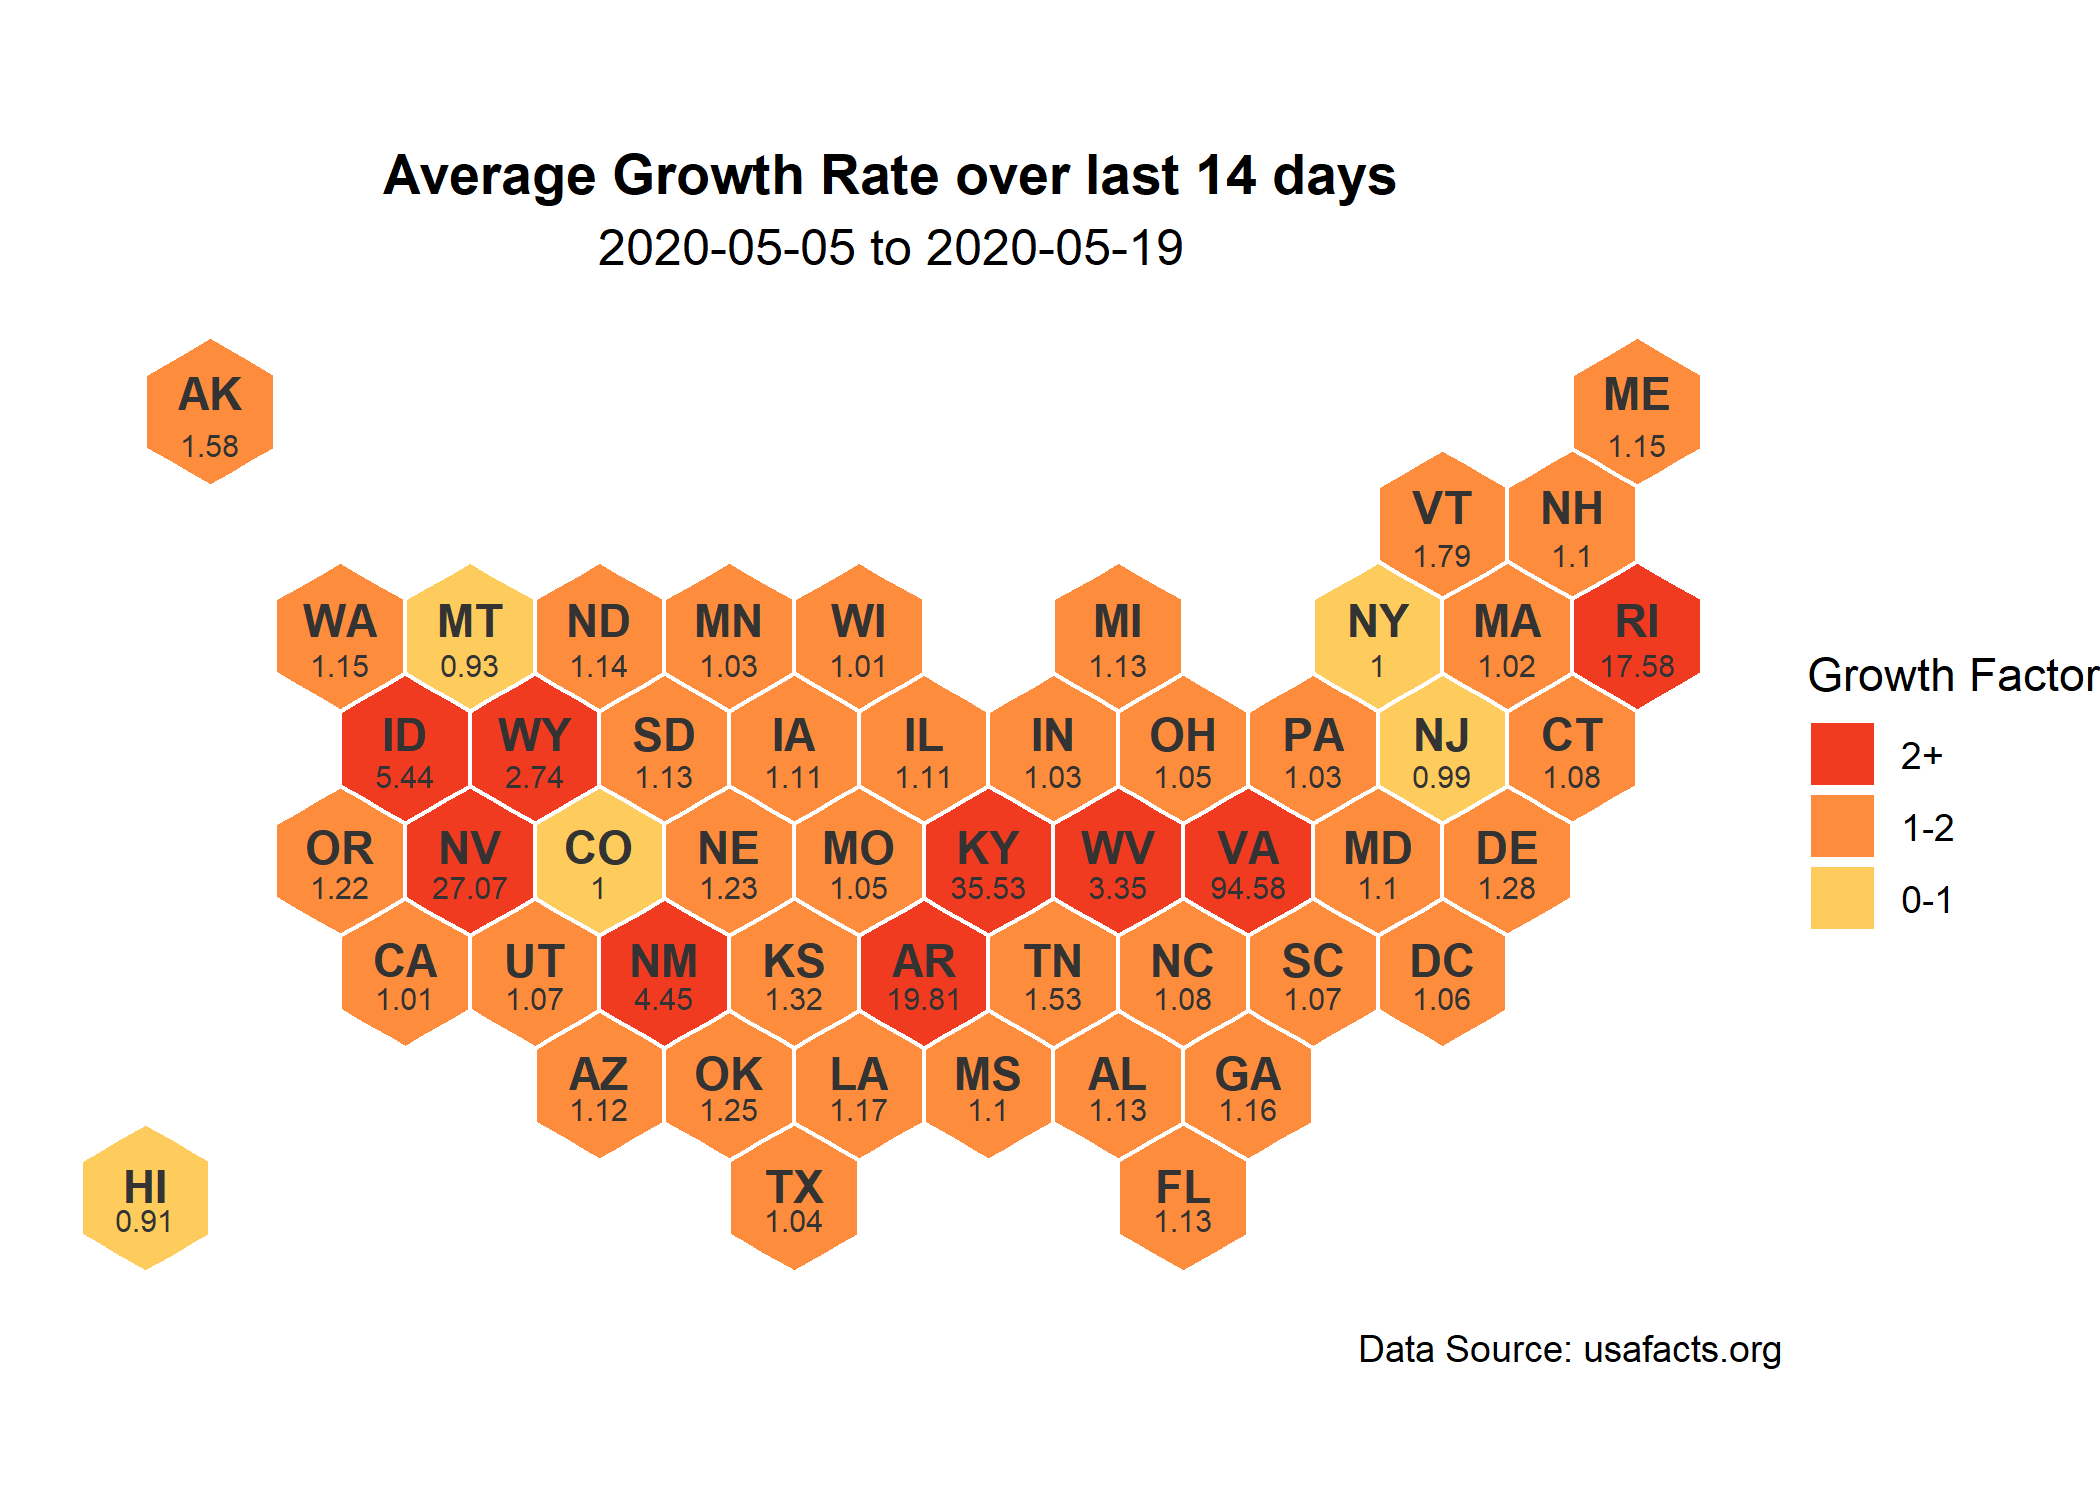 Average Growth Rate over last 14 days
2020-05-05 to 2020-05-19
AK
1.58
ME
1.15
VT
1.79
NH
1.1
WA
1.15
MT
0.93
ND
1.14
MN
1.03
WI
1.01
MI
1.13
NY
1
MA
1.02
RI
17.58
ID
5.44
WY
2.74
SD
1.13
IA
1.11
IL
1.11
IN
1.03
OH
1.05
PA
1.03
NJ
0.99
CT
1.08
OR
1.22
NV
27.07
CO
1
NE
1.23
MO
1.05
KY
35.53
WV
3.35
VA
94.58
MD
1.1
DE
1.28
CA
1.01
UT
1.07
NM
4.45
KS
1.32
AR
19.81
TN
1.53
NC
1.08
SC
1.07
DC
1.06
AZ
1.12
OK
1.25
LA
1.17
MS
1.1
AL
1.13
GA
1.16
HI
0.91
TX
1.04
FL
1.13
Growth Factor
2+
1-2
0-1
Data Source: usafacts.org